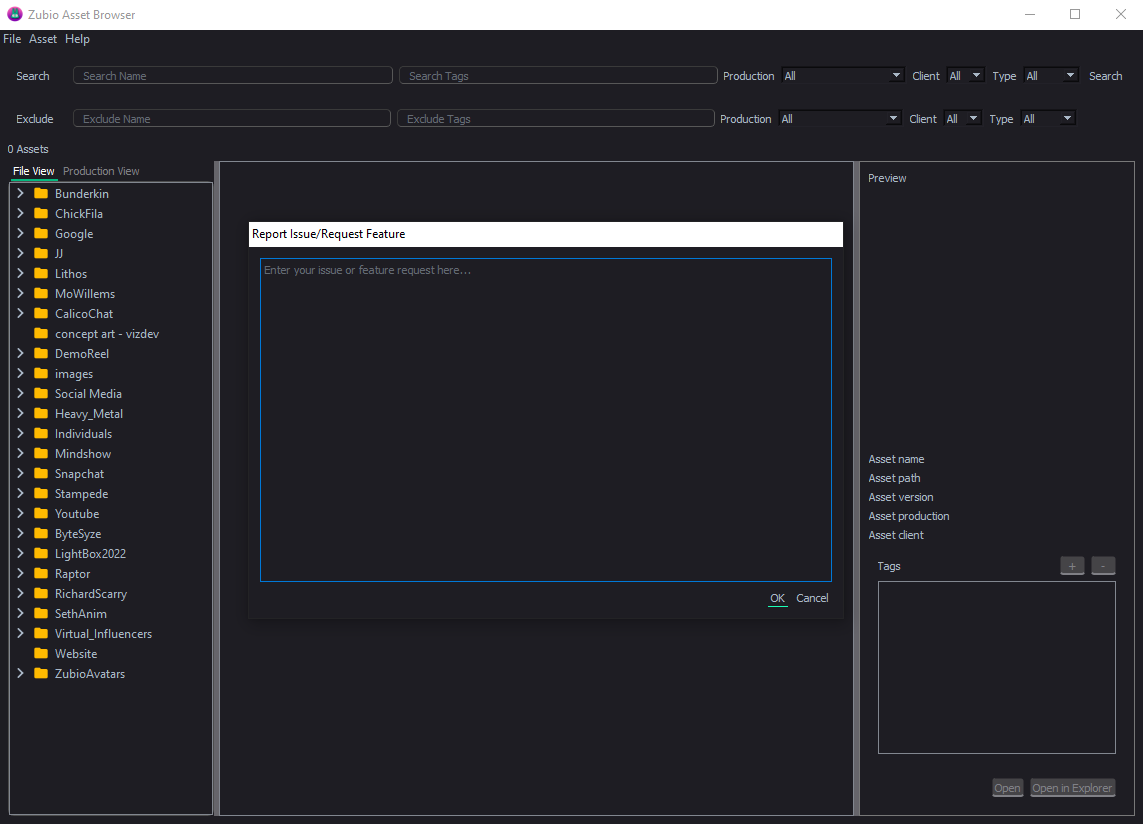 Zubio Asset Browser
File Asset Help
Search Search Name Search Tags Production All Client All Type All Search
Exclude Exclude Name Exclude Tags Production All Client All Type All
0 Assets
File View Production View
Bunderkin
ChickFila
Google
JJ
Lithos
MoWillems
CalicoChat
concept art - vizdev
DemoReel
images
Social Media
Heavy_Metal
Individuals
Mindshow
Snapchat
Stampede
Youtube
ByteSyze
LightBox2022
Raptor
RichardScarry
SethAnim
Virtual_Influencers
Website
ZubioAvatars
Report Issue/Request Feature
Enter your issue or feature request here...
OK Cancel
Preview
Asset name
Asset path
Asset version
Asset production
Asset client
Tags + -
Open Open in Explorer